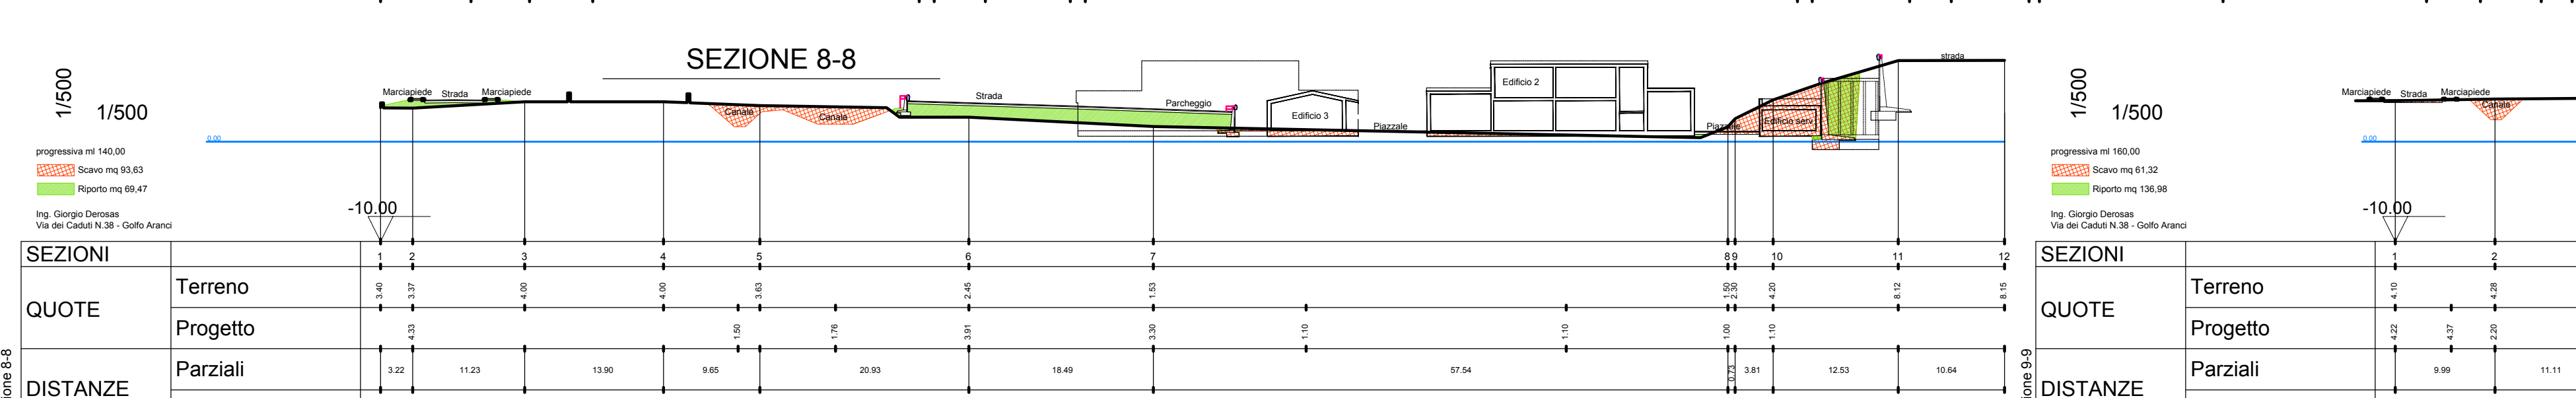 SEZIONE 8-8
1/500
1/500
Marciapiede Strada Marciapiede
Canale
Canale
Strada
Parcheggio
Edificio 3
Piazzale
Edificio 2
Piazzale
Edificio serv.
strada
0.00
progressiva ml 140,00
Scavo mq 93,63
Riporto mq 69,47
Ing. Giorgio Derosas
Via dei Caduti N.38 - Golfo Aranci
-10.00
SEZIONI 1 2 3 4 5 6 7 8 9 10 11 12
QUOTE
Terreno 3.40 3.37 4.00 4.00 3.63 2.45 1.53 1.50 2.30 4.20 8.12 8.15
Progetto 4.33 1.50 1.76 3.91 3.30 1.10 1.10 1.00 1.10
DISTANZE
Parziali 3.22 11.23 13.90 9.65 20.93 18.49 57.54 0.73 3.81 12.53 10.64
ione 8-8
1/500
1/500
Marciapiede Strada Marciapiede
Canale
0.00
progressiva ml 160,00
Scavo mq 61,32
Riporto mq 136,98
Ing. Giorgio Derosas
Via dei Caduti N.38 - Golfo Aranci
-10.00
SEZIONI 1 2
QUOTE
Terreno 4.10 4.28
Progetto 4.22 4.37 2.20
DISTANZE
Parziali 9.99 11.11
ione 9-9